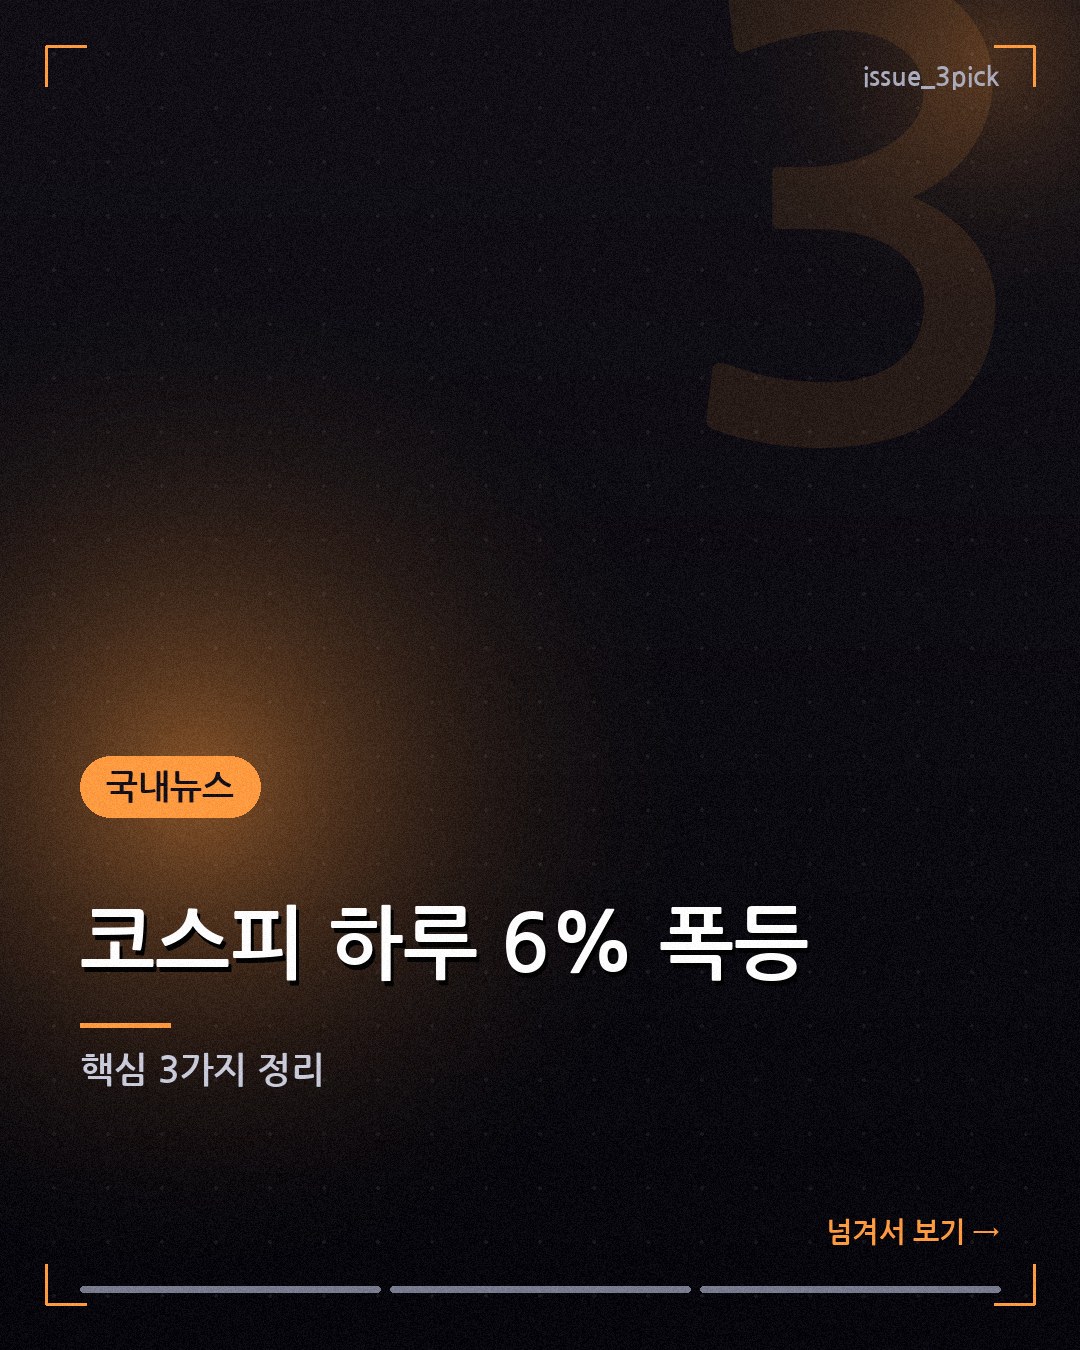 issue_3pick
3
국내뉴스
코스피 하루 6% 폭등
핵심 3가지 정리
넘겨서 보기 →